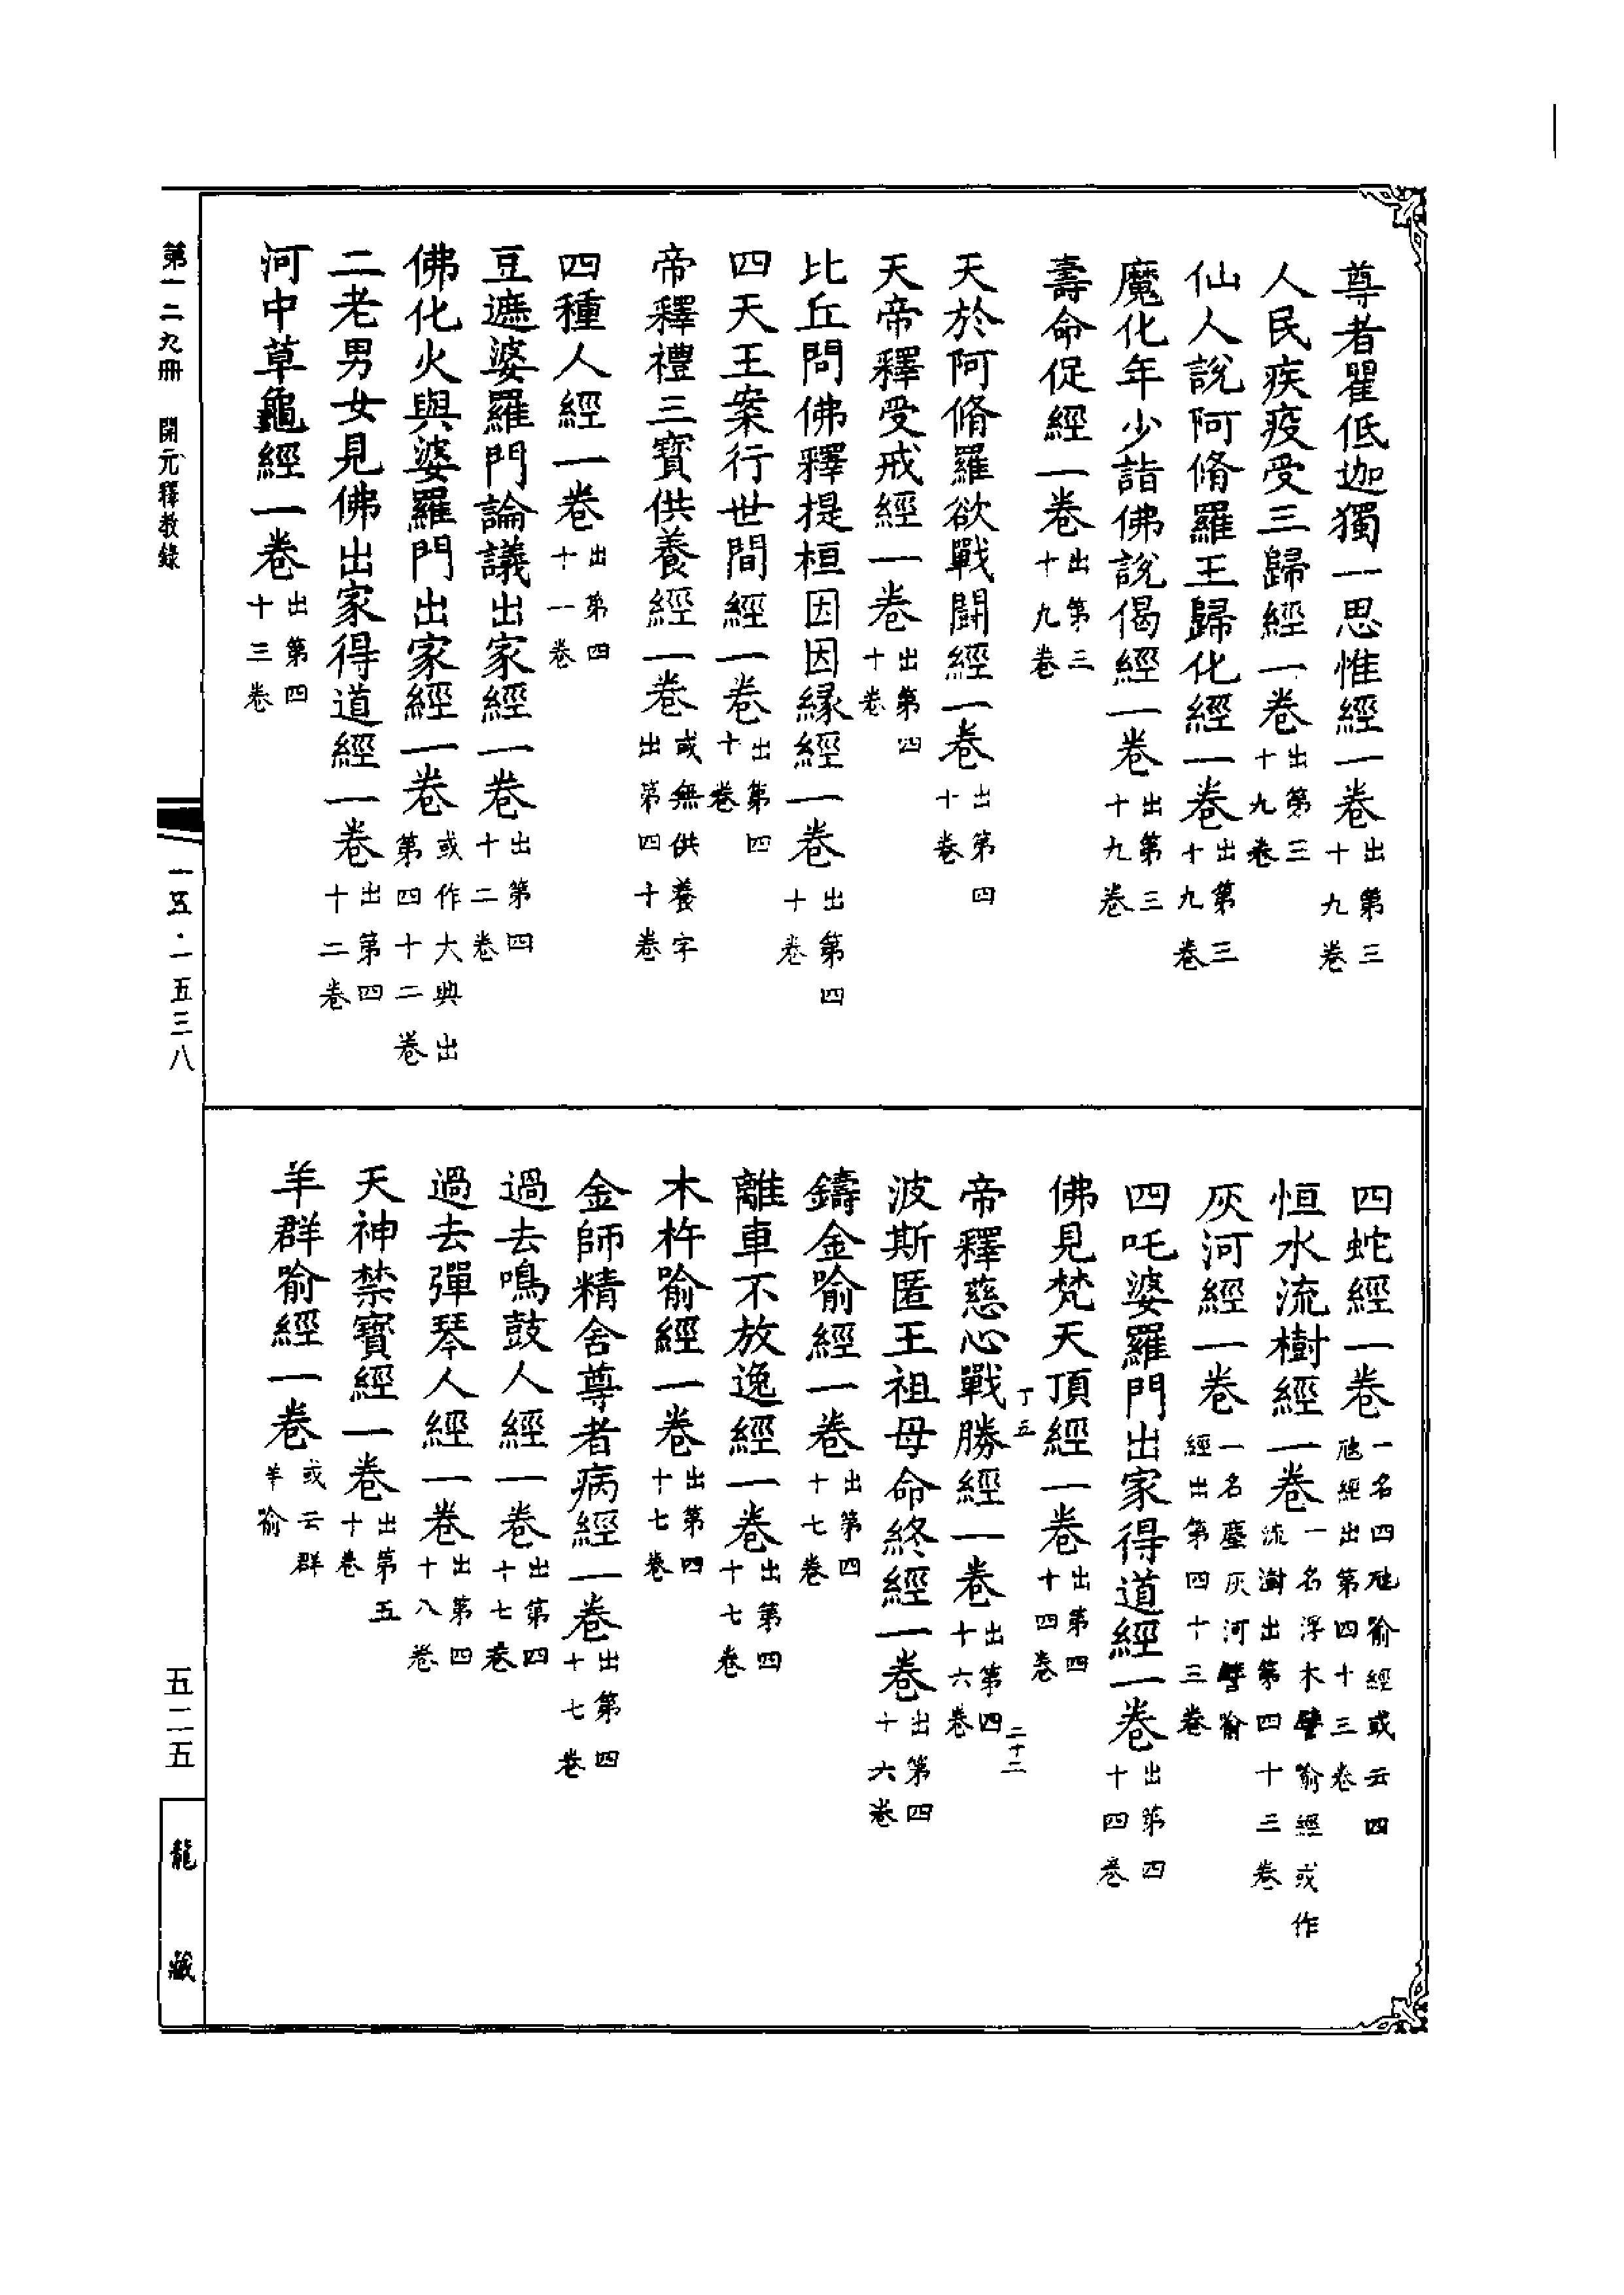 尊者瞿低迦獨一思惟經一卷出第三十九卷
人民疾疫受三歸經一卷出第三十九卷
仙人說阿脩羅王歸化經一卷出第三十九卷
魔化年少詣佛說偈經一卷出第三十九卷
壽命促經一卷出第三十九卷
天於阿脩羅欲戰鬪經一卷出第四十卷
天帝釋受戒經一卷出第四十卷
比丘問佛釋提桓因因緣經一卷出第四十卷
四天王案行世間經一卷出第四十卷
帝釋禮三寳供養經一卷或無供養字出第四十卷
四種人經一卷出第四十一卷
豆遮婆羅門論議出家經一卷出第四十二卷
佛化火與婆羅門出家經一卷或作大與出第四十二卷
二老男女見佛出家得道經一卷出第四十二卷
河中草龜經一卷出第四十三卷
四蛇經一卷一名四虵喻經或云四虵經出第四十三卷
恒水流樹經一卷一名浮木譬喻經或作流澍出第四十三卷
灰河經一卷一名塵灰河譬喻經出第四十三卷
四吒婆羅門出家得道經一卷出第四十四卷
佛見梵天頂經一卷出第四十四卷
丁五
二十二
帝釋慈心戰勝經一卷出第四十六卷
波斯匿王祖母命終經一卷出第四十六卷
鑄金喻經一卷出第四十七卷
離車不放逸經一卷出第四十七卷
木杵喻經一卷出第四十七卷
金師精舍尊者病經一卷出第四十七卷
過去鳴鼓人經一卷出第四十七卷
過去彈琴人經一卷出第四十八卷
天神禁寳經一卷出第五十卷
羊群喻經一卷或云群羊喻
第一二九冊 開元釋教錄
一五·一五三八
五二五
龍藏